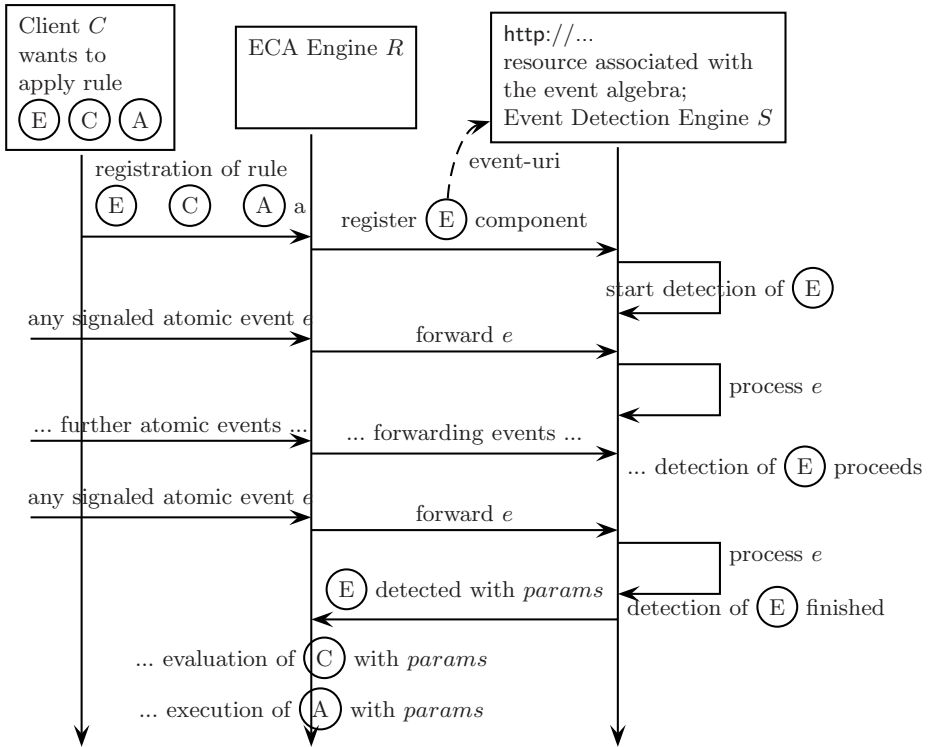 Client C
wants to
apply rule
E C A
ECA Engine R
http://...
resource associated with
the event algebra;
Event Detection Engine S
event-uri
registration of rule
E C A a
register E component
start detection of E
any signaled atomic event e
forward e
process e
... further atomic events ...
... forwarding events ...
... detection of E proceeds
any signaled atomic event e
forward e
process e
E detected with params
detection of E finished
... evaluation of C with params
... execution of A with params